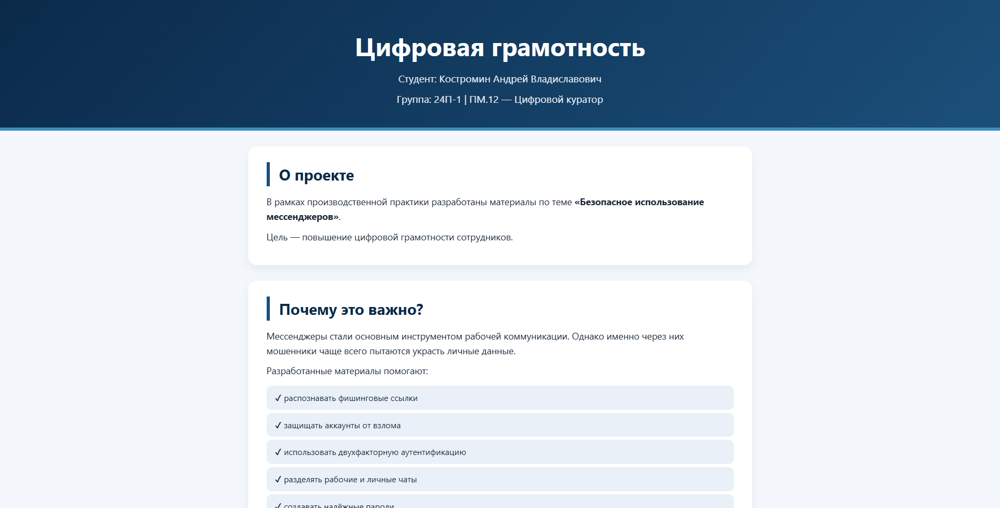 Цифровая грамотность
Студент: Костромин Андрей Владиславович
Группа: 24П-1 | ПМ.12 — Цифровой куратор
О проекте
В рамках производственной практики разработаны материалы по теме «Безопасное использование
мессенджеров».
Цель — повышение цифровой грамотности сотрудников.
Почему это важно?
Мессенджеры стали основным инструментом рабочей коммуникации. Однако именно через них
мошенники чаще всего пытаются украсть личные данные.
Разработанные материалы помогают:
✓ распознавать фишинговые ссылки
✓ защищать аккаунты от взлома
✓ использовать двухфакторную аутентификацию
✓ разделять рабочие и личные чаты
✓ создавать надёжные пароли